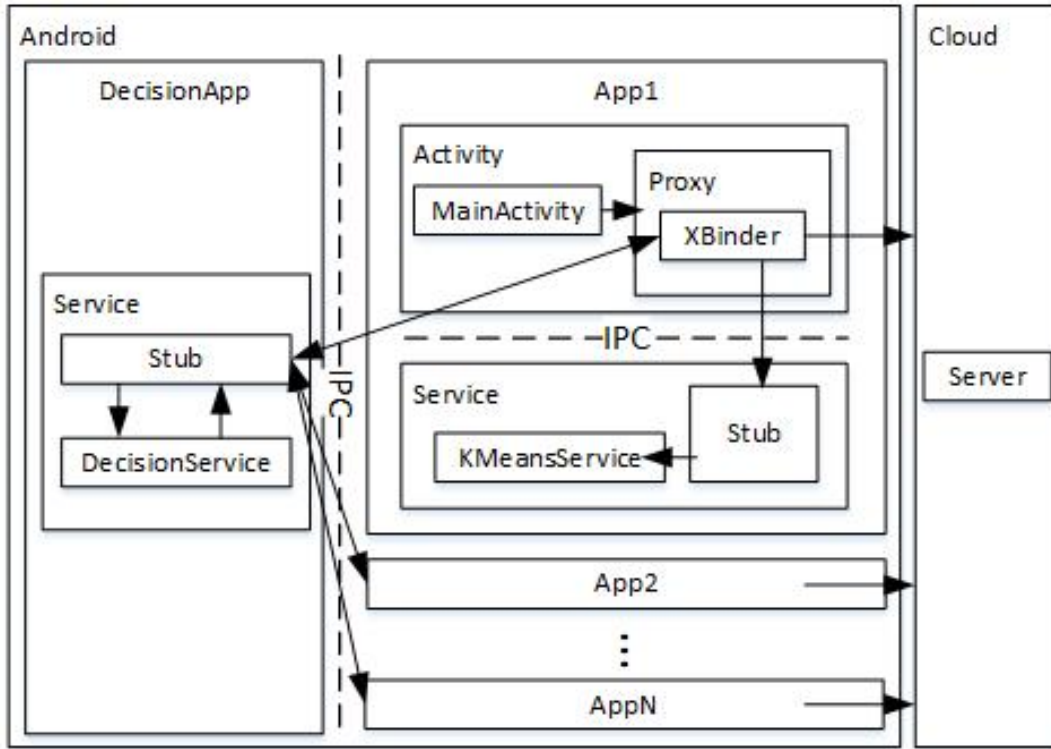 Android
Cloud
DecisionApp
App1
Activity
Proxy
MainActivity
XBinder
Service
Stub
DecisionService
IPC
IPC
Service
Stub
KMeansService
Server
App2
⋮
AppN